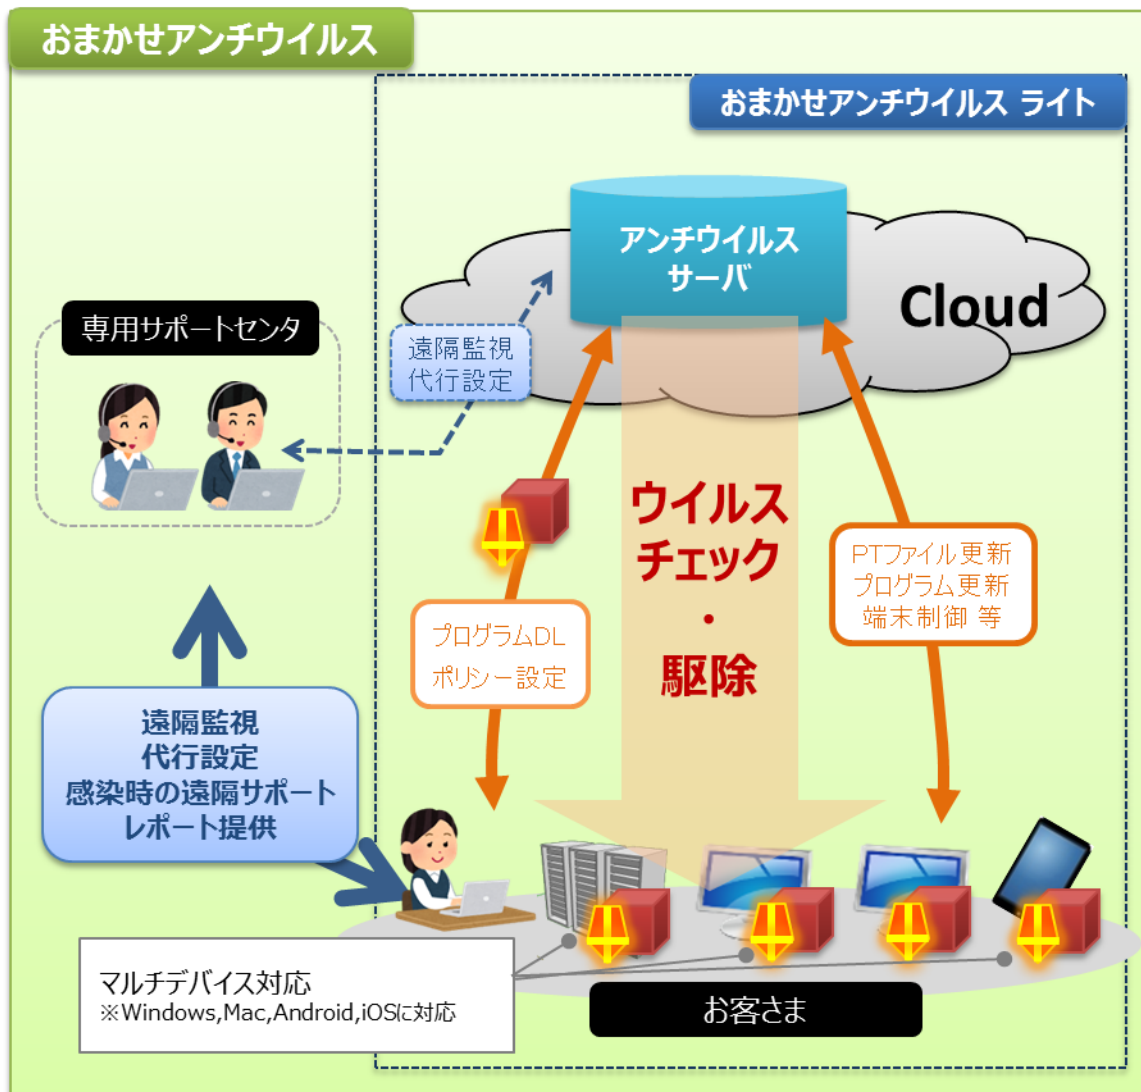 おまかせアンチウイルス
おまかせアンチウイルス ライト
アンチウイルス
サーバ
Cloud
専用サポートセンタ
遠隔監視
代行設定
ウイルス
チェック
・
駆除
PTファイル更新
プログラム更新
端末制御 等
プログラムDL
ポリシー設定
遠隔監視
代行設定
感染時の遠隔サポート
レポート提供
マルチデバイス対応
※Windows,Mac,Android,iOSに対応
お客さま